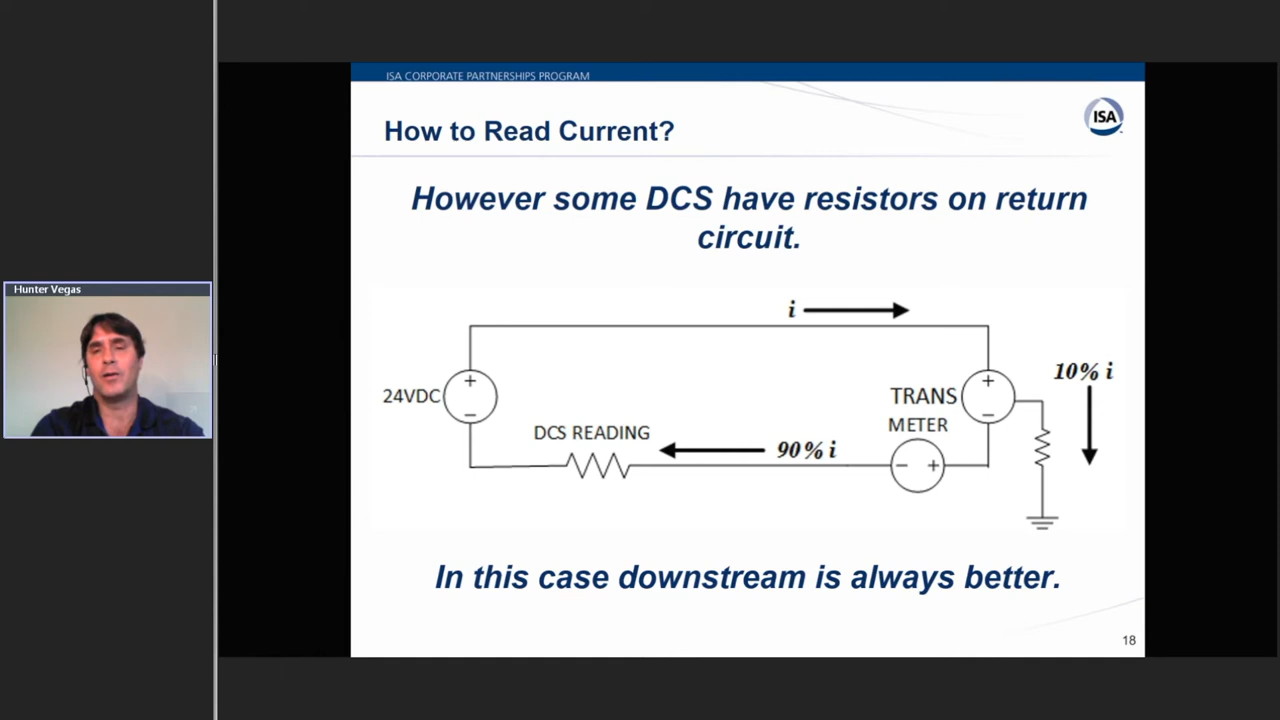 ISA CORPORATE PARTNERSHIPS PROGRAM
How to Read Current?
ISA
However some DCS have resistors on return
circuit.
Hunter Vegas
i
24VDC
+
−
TRANS
+
−
10% i
METER
− +
DCS READING
90% i
In this case downstream is always better.
18